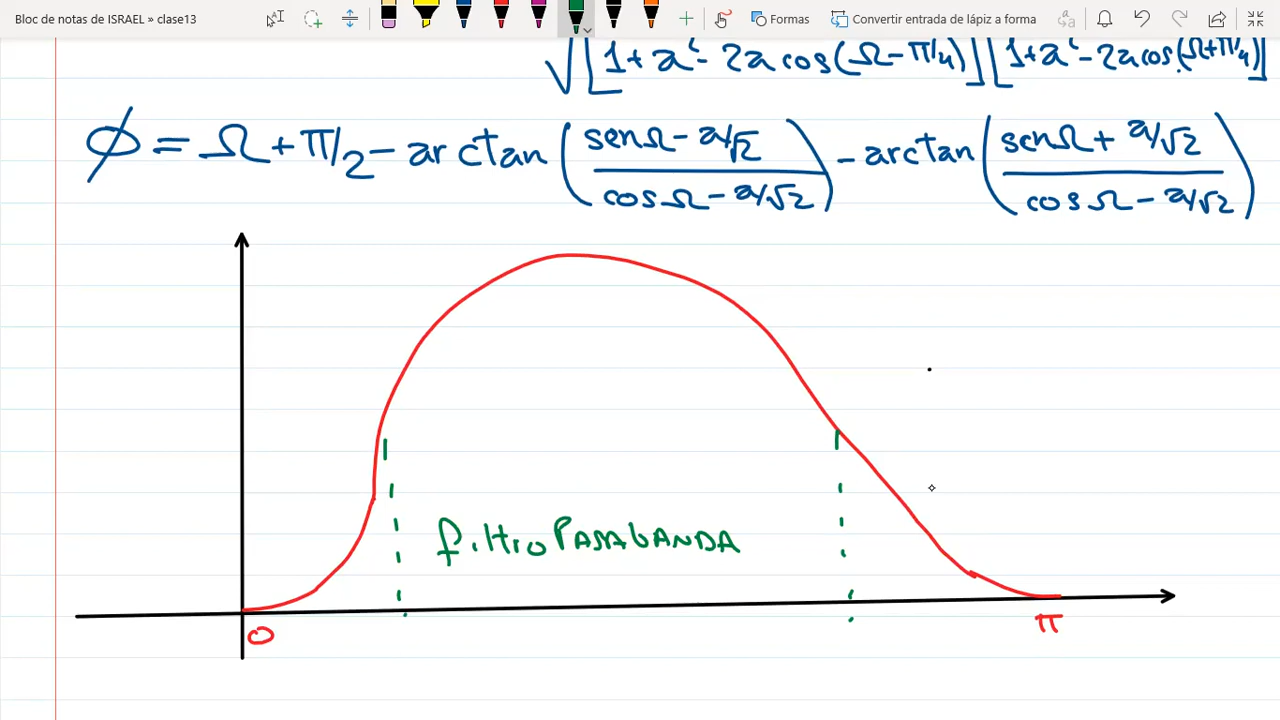 Bloc de notas de ISRAEL » clase13
Formas
Convertir entrada de lápiz a forma
√[1+a²-2a cos(Ω-π/4)][1+a²-2a cos(Ω+π/4)]
ϕ = Ω + π/2 - arctan((senΩ - a/√2)/(cosΩ - a/√2)) - arctan((senΩ + a/√2)/(cosΩ - a/√2))
filtro PASABANDA
0
π